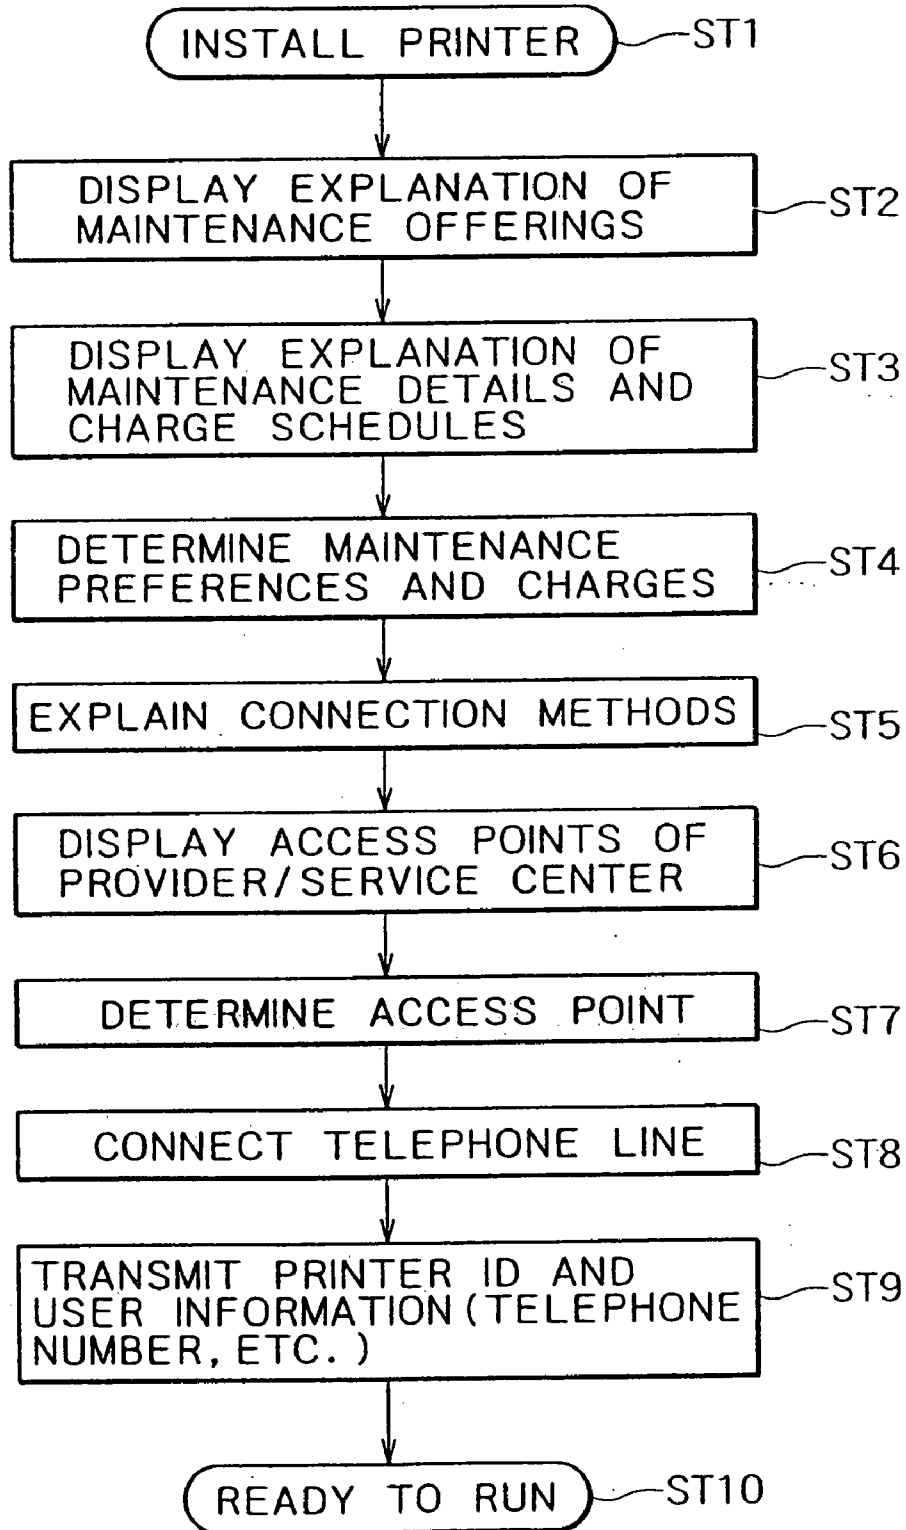 INSTALL PRINTER
ST1
DISPLAY EXPLANATION OF
MAINTENANCE OFFERINGS
ST2
DISPLAY EXPLANATION OF
MAINTENANCE DETAILS AND
CHARGE SCHEDULES
ST3
DETERMINE MAINTENANCE
PREFERENCES AND CHARGES
ST4
EXPLAIN CONNECTION METHODS
ST5
DISPLAY ACCESS POINTS OF
PROVIDER/SERVICE CENTER
ST6
DETERMINE ACCESS POINT
ST7
CONNECT TELEPHONE LINE
ST8
TRANSMIT PRINTER ID AND
USER INFORMATION (TELEPHONE
NUMBER, ETC.)
ST9
READY TO RUN
ST10